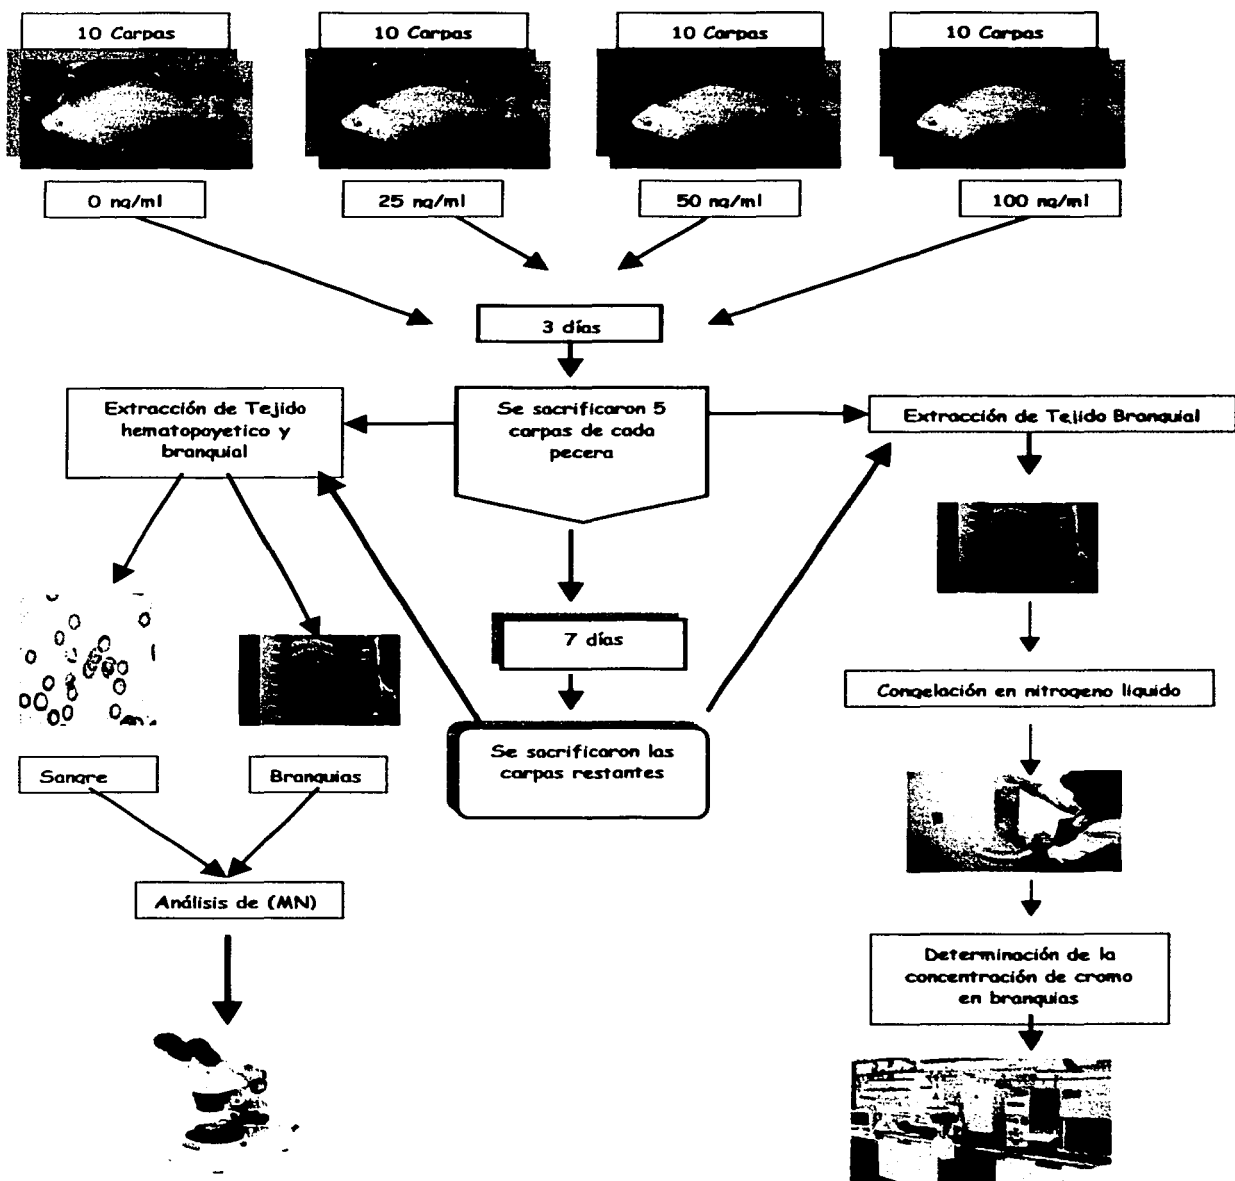 10 Carpas
10 Carpas
10 Carpas
10 Carpas
0 ng/ml
25 ng/ml
50 ng/ml
100 ng/ml
3 días
Extracción de Tejido
hematopoyetico y
branquial
Se sacrificaron 5
carpas de cada
pecera
Extracción de Tejido Branquial
7 días
Congelación en nitrogeno liquido
Se sacrificaron las
carpas restantes
Sangre
Branquias
Análisis de (MN)
Determinación de la
concentración de cromo
en branquias